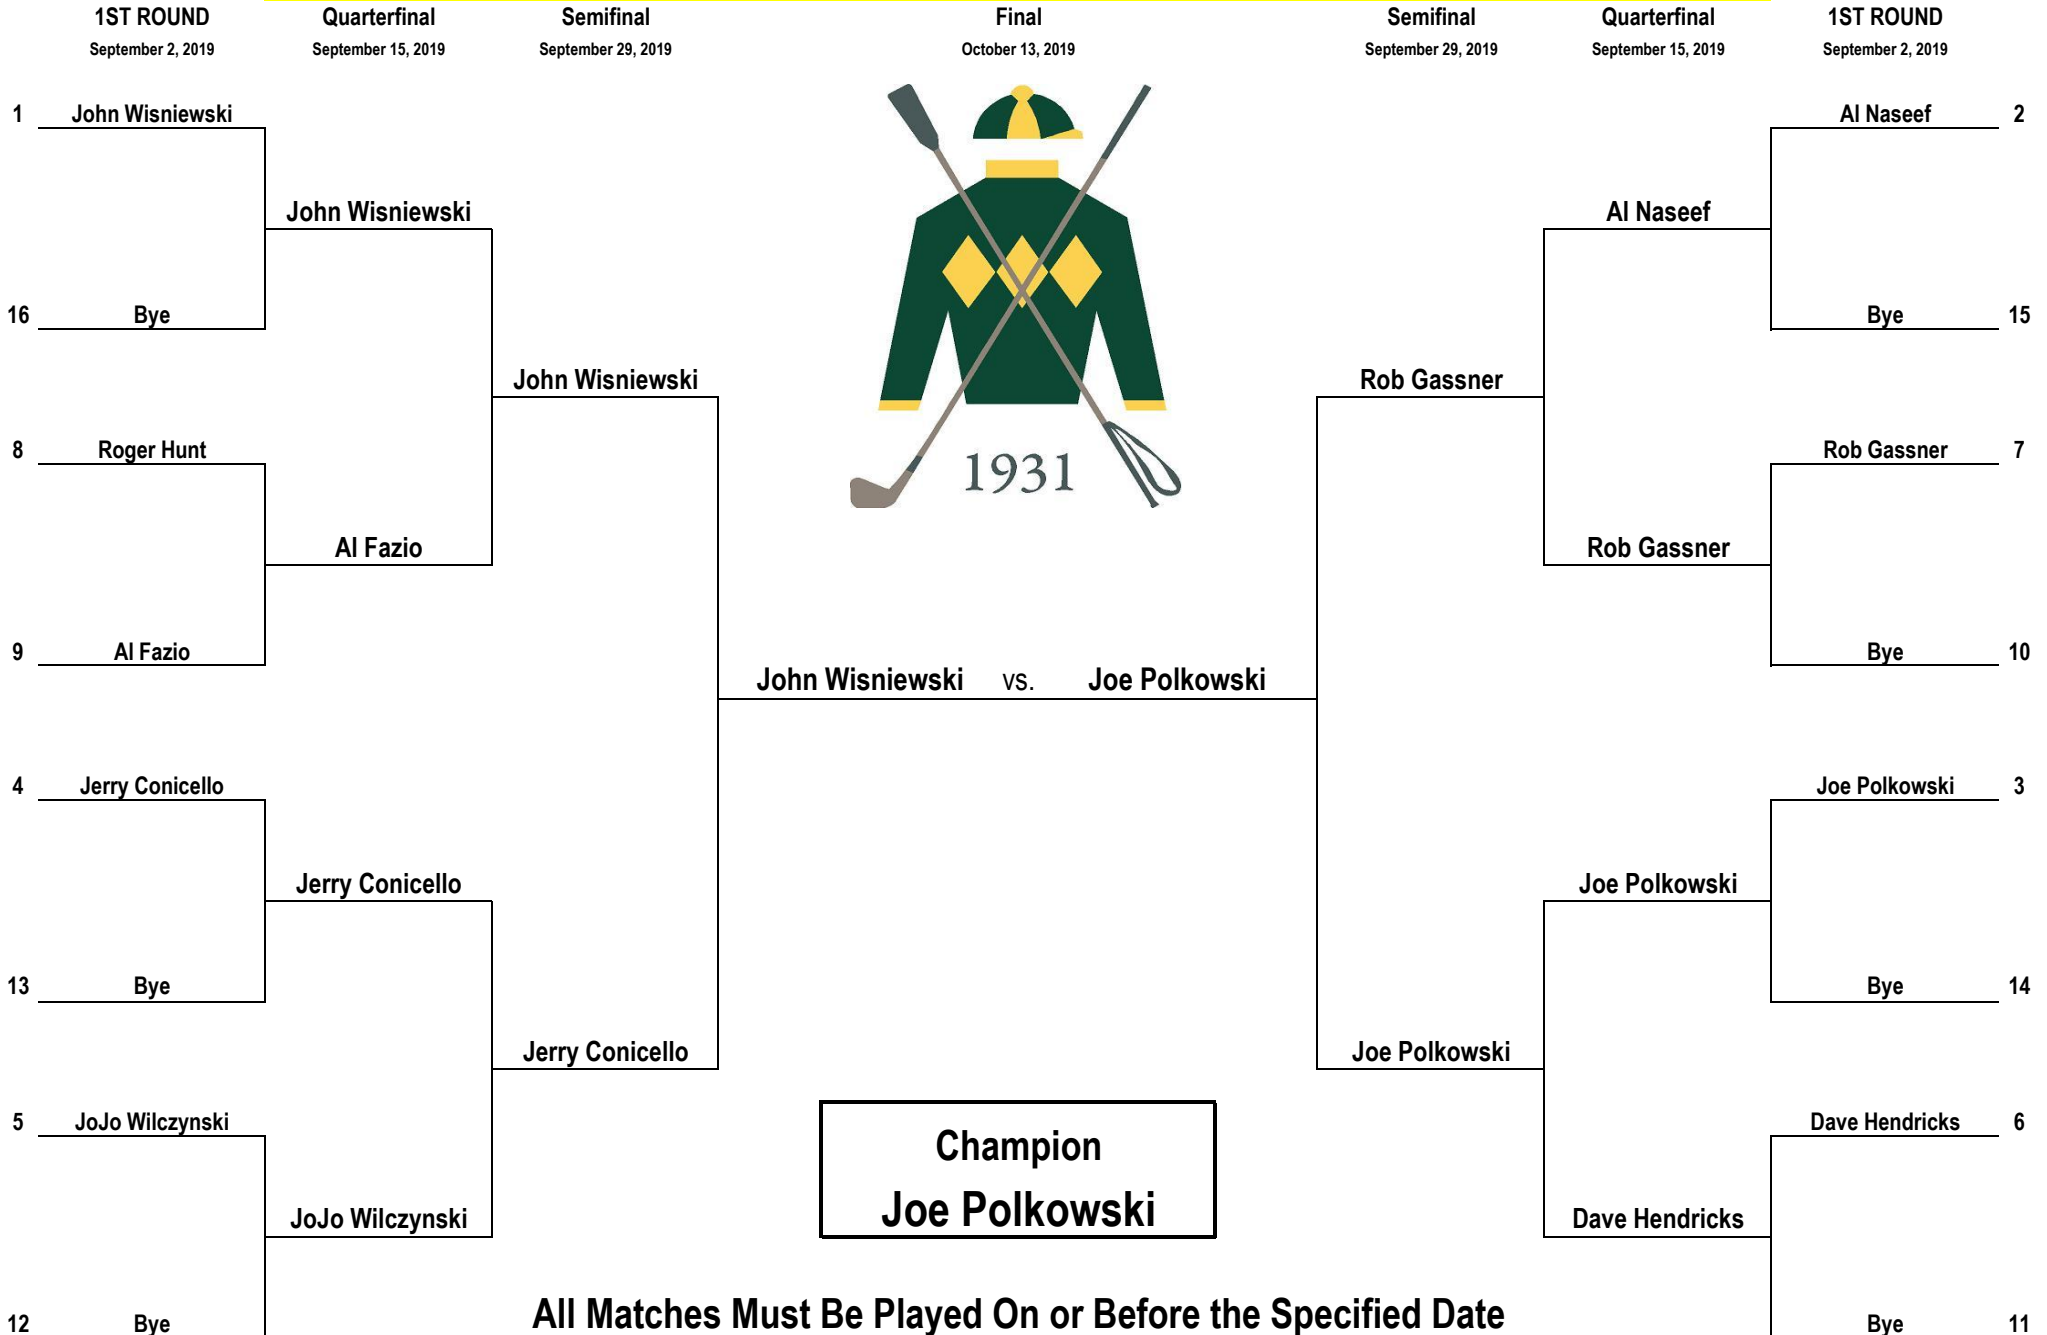 1ST ROUND Quarterfinal Semifinal Final Semifinal Quarterfinal 1ST ROUND
September 2, 2019 September 15, 2019 September 29, 2019 October 13, 2019 September 29, 2019 September 15, 2019 September 2, 2019
1 John Wisniewski Al Naseef 2
John Wisniewski Al Naseef
16 Bye Bye 15
John Wisniewski Rob Gassner
8 Roger Hunt Rob Gassner 7
1931
Al Fazio Rob Gassner
9 Al Fazio Bye 10
John Wisniewski vs. Joe Polkowski
4 Jerry Conicello Joe Polkowski 3
Jerry Conicello Joe Polkowski
13 Bye Bye 14
Jerry Conicello Joe Polkowski
5 JoJo Wilczynski Dave Hendricks 6
Champion
Joe Polkowski
JoJo Wilczynski Dave Hendricks
All Matches Must Be Played On or Before the Specified Date
12 Bye Bye 11